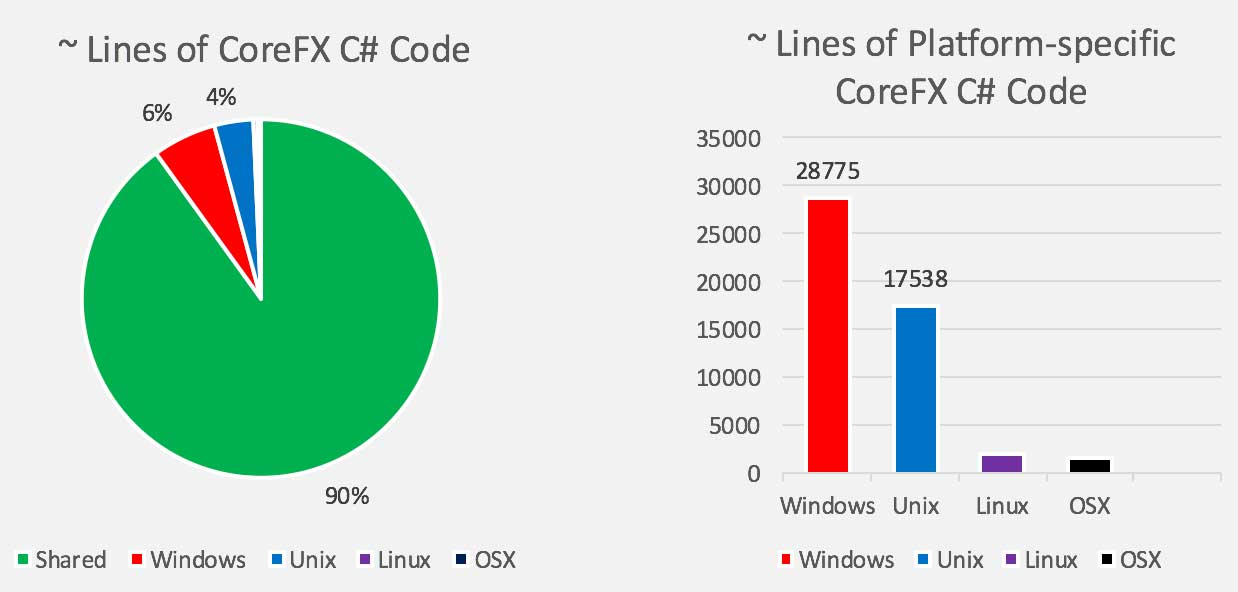 ~ Lines of CoreFX C# Code
6%
4%
90%
Shared Windows Unix Linux OSX
~ Lines of Platform-specific
CoreFX C# Code
35000
30000
25000
20000
15000
10000
5000
0
28775
17538
Windows Unix Linux OSX
Windows Unix Linux OSX